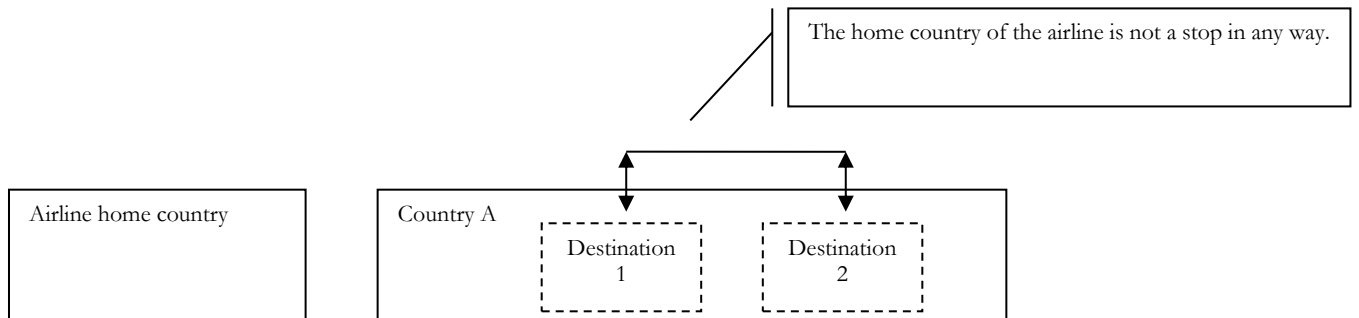 The home country of the airline is not a stop in any way.
Airline home country
Country A
Destination
1
Destination
2